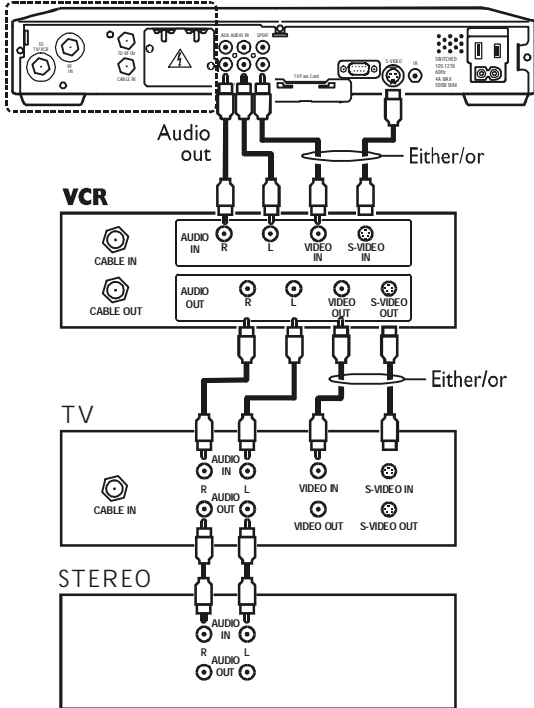 TO TV/VCR
RF IN
TO RF IN
CABLE IN
AUX AUDIO IN
SPDIF
TV Pass Card
S-VIDEO
IR
SWITCHED
105-125V
60Hz
4A MAX
500W MAX
Audio out
Either/or
VCR
CABLE IN
AUDIO IN
R
L
VIDEO IN
S-VIDEO IN
CABLE OUT
AUDIO OUT
R
L
VIDEO OUT
S-VIDEO OUT
Either/or
TV
CABLE IN
AUDIO IN
R
L
AUDIO OUT
VIDEO IN
S-VIDEO IN
VIDEO OUT
S-VIDEO OUT
STEREO
AUDIO IN
R
L
AUDIO OUT